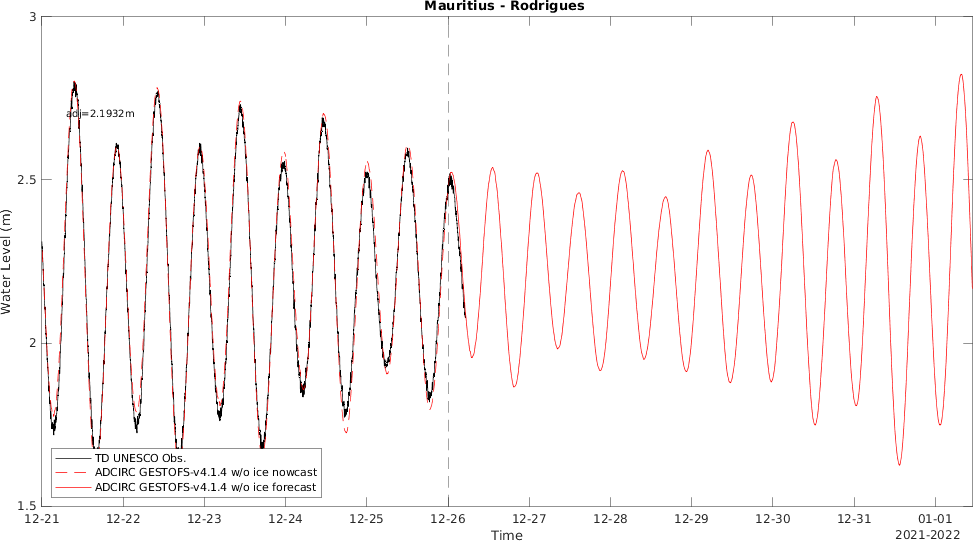 Mauritius - Rodrigues
3
2.5
2
1.5
Water Level (m)
adj=2.1932m
TD UNESCO Obs.
ADCIRC GESTOFS-v4.1.4 w/o ice nowcast
ADCIRC GESTOFS-v4.1.4 w/o ice forecast
12-21 12-22 12-23 12-24 12-25 12-26 12-27 12-28 12-29 12-30 12-31 01-01
Time
2021-2022